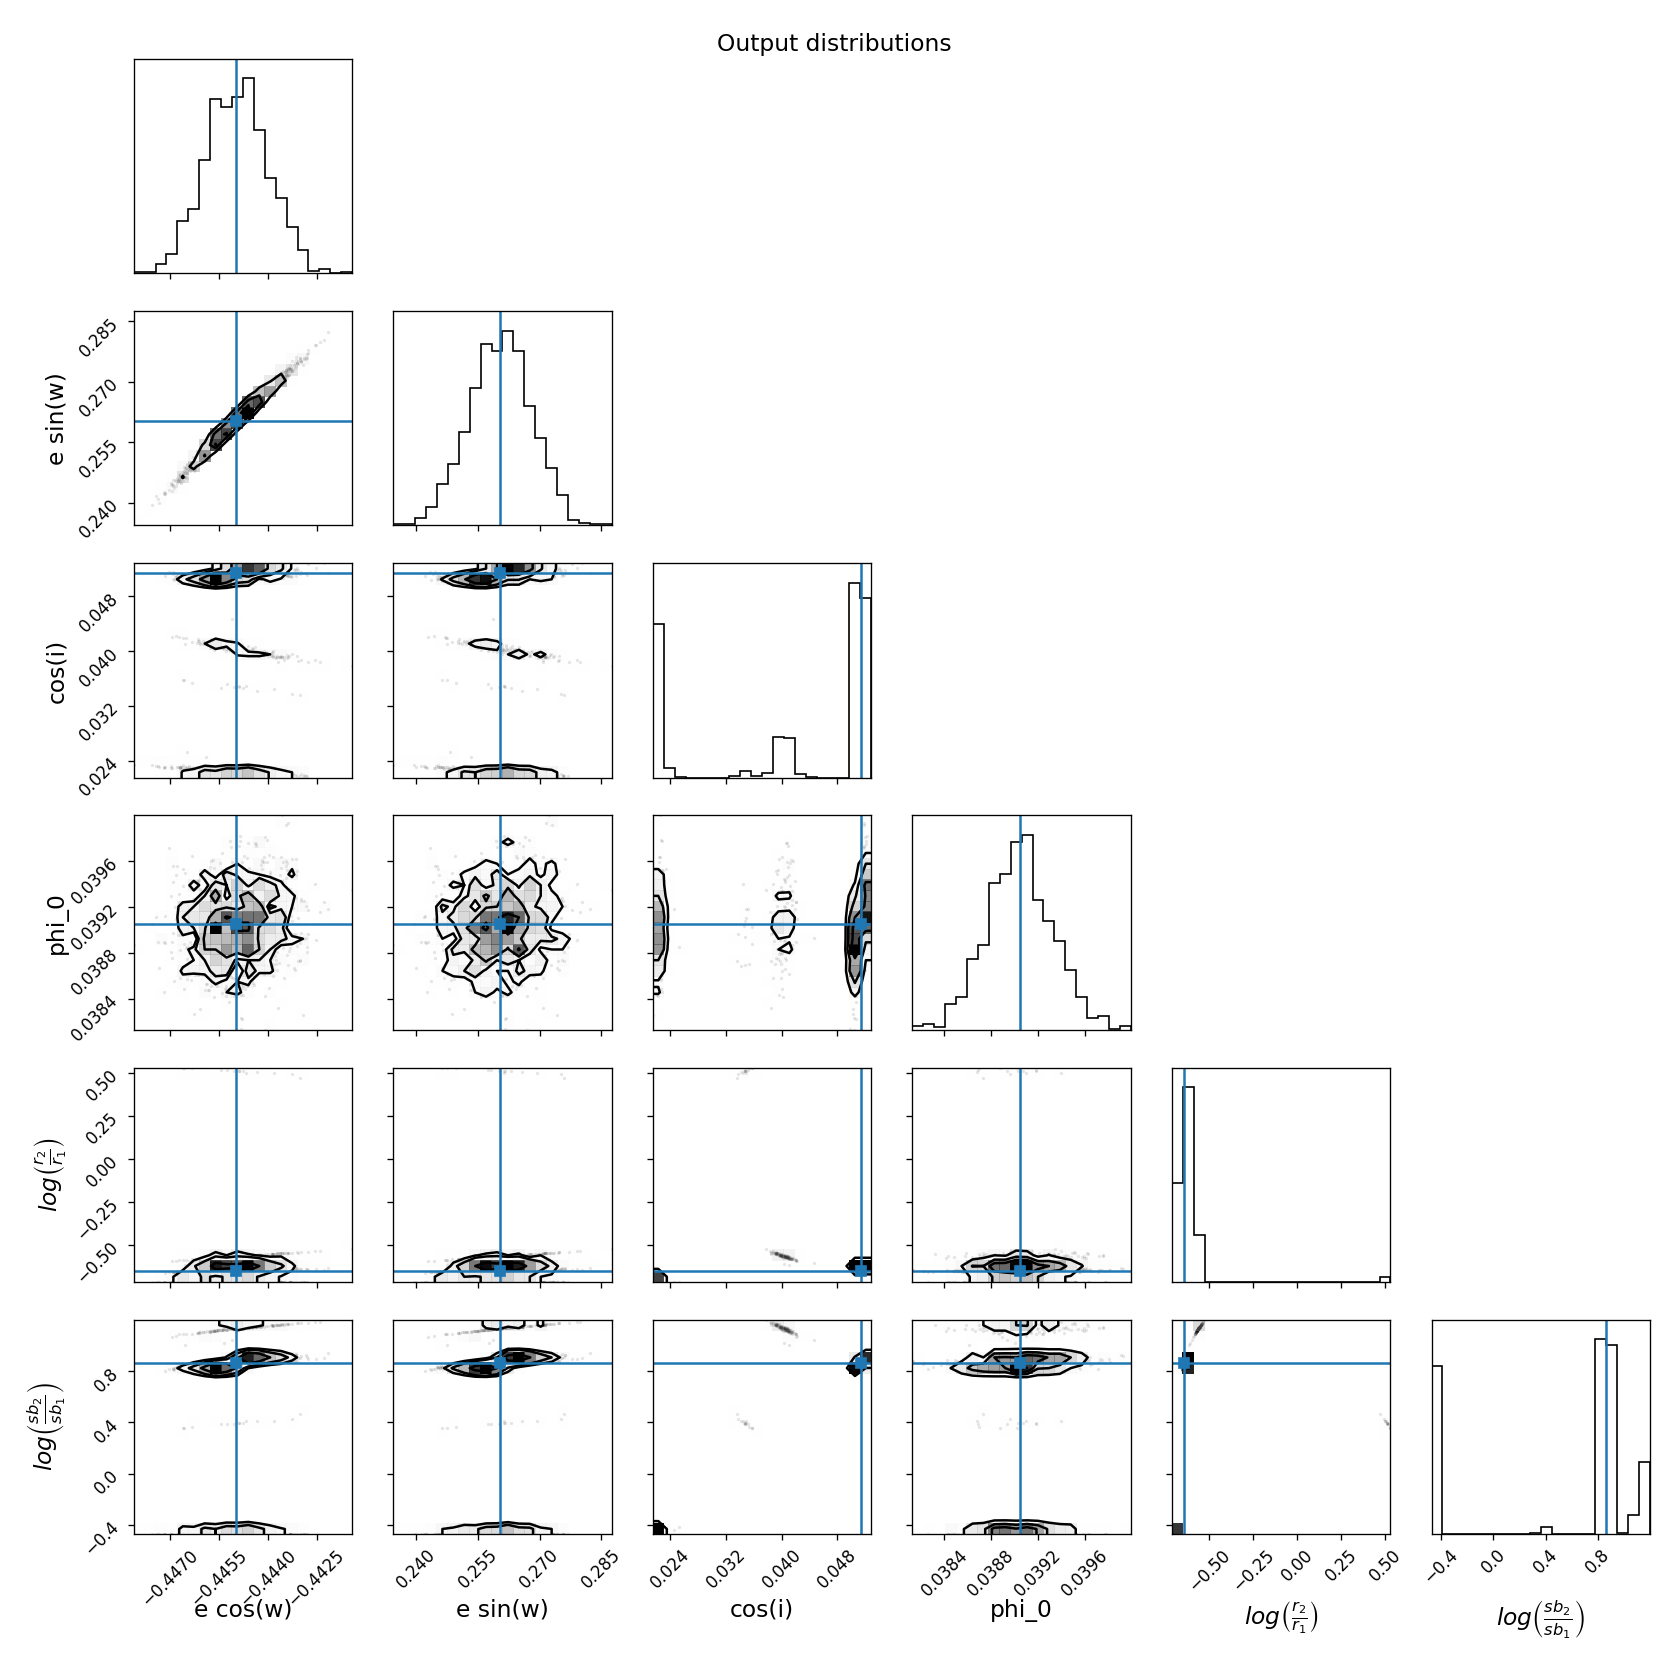 Output distributions
0.285
0.270
0.255
0.240
e sin(w)
0.048
0.040
0.032
0.024
cos(i)
0.0396
0.0392
0.0388
0.0384
phi_0
0.50
0.25
0.00
−0.25
−0.50
log(r₂/r₁)
0.8
0.4
0.0
−0.4
log(sb₂/sb₁)
−0.4470 −0.4455 −0.4440 −0.4425
e cos(w)
0.240 0.255 0.270 0.285
e sin(w)
0.024 0.032 0.040 0.048
cos(i)
0.0384 0.0388 0.0392 0.0396
phi_0
−0.50 −0.25 0.00 0.25 0.50
log(r₂/r₁)
−0.4 0.0 0.4 0.8
log(sb₂/sb₁)